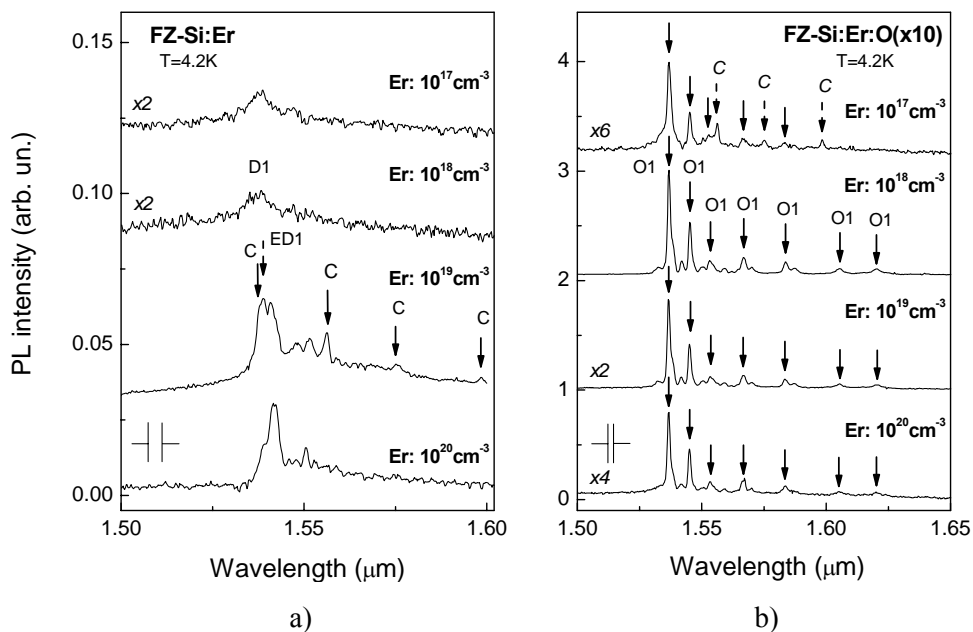 0.15
0.10
0.05
0.00
PL intensity (arb. un.)
FZ-Si:Er
T=4.2K
Er: 10¹⁷cm⁻³
x2
D1
Er: 10¹⁸cm⁻³
x2
ED1
C
Er: 10¹⁹cm⁻³
C
C
C
Er: 10²⁰cm⁻³
1.50
1.55
1.60
Wavelength (μm)
a)
4
3
2
1
0
FZ-Si:Er:O(x10)
T=4.2K
C
C
C
Er: 10¹⁷cm⁻³
x6
O1
O1
Er: 10¹⁸cm⁻³
O1
O1
O1
O1
O1
Er: 10¹⁹cm⁻³
x2
Er: 10²⁰cm⁻³
x4
1.50
1.55
1.60
1.65
Wavelength (μm)
b)